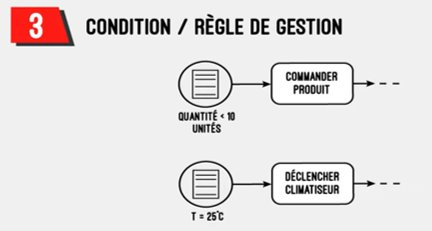 3 CONDITION / RÈGLE DE GESTION
COMMANDER
PRODUIT
QUANTITÉ < 10
UNITÉS
DÉCLENCHER
CLIMATISEUR
T = 25°C